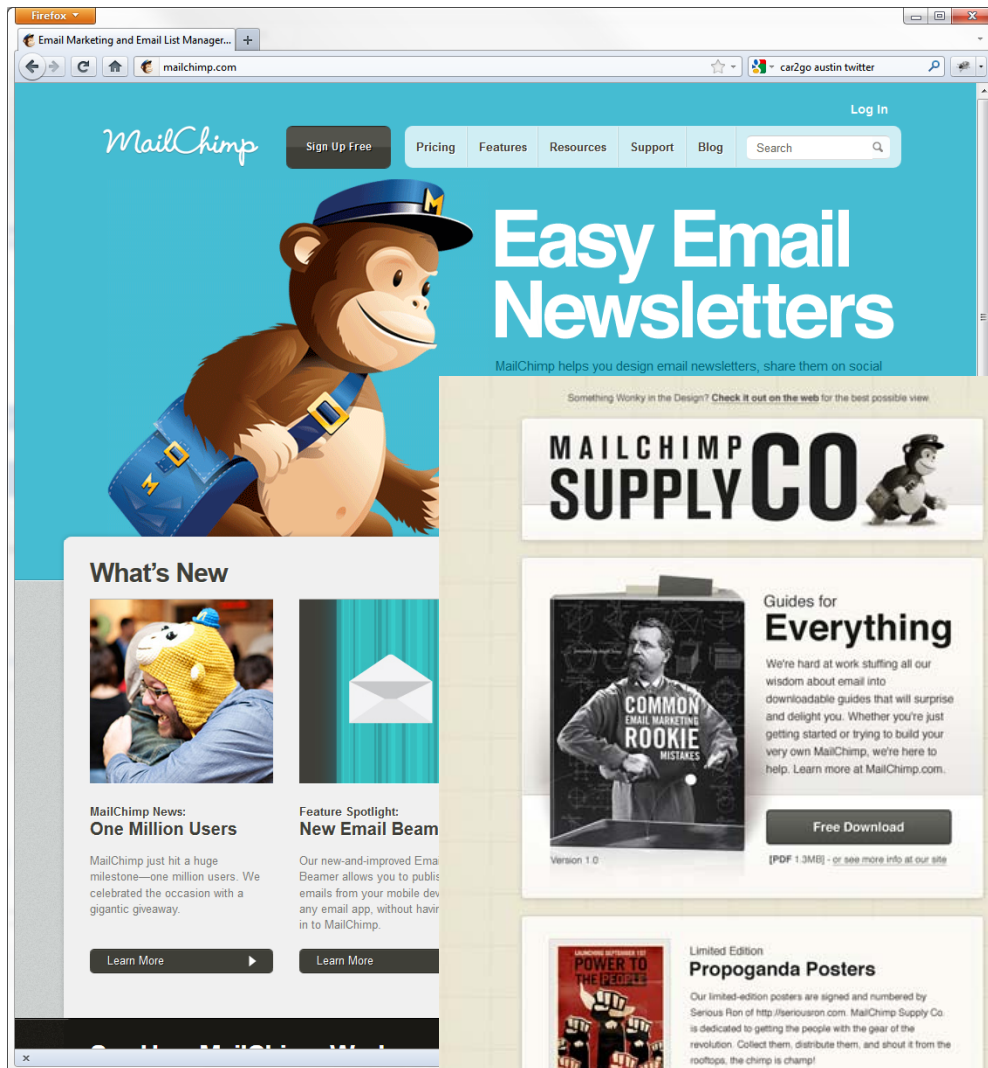 Firefox
Email Marketing and Email List Manager...
mailchimp.com
car2go austin twitter
Log In
MailChimp
Sign Up Free
Pricing
Features
Resources
Support
Blog
Search
M
Easy Email
Newsletters
MailChimp helps you design email newsletters, share them on social
M
What's New
MailChimp News:
One Million Users
MailChimp just hit a huge
milestone—one million users. We
celebrated the occasion with a
gigantic giveaway.
Learn More
Feature Spotlight:
New Email Beam
Our new-and-improved Ema
Beamer allows you to publis
emails from your mobile dev
any email app, without havin
in to MailChimp.
Learn More
Something Wonky in the Design? Check it out on the web for the best possible view
MAILCHIMP
SUPPLY CO
COMMON
EMAIL MARKETING
ROOKIE
MISTAKES
Version 1.0
Guides for
Everything
We're hard at work stuffing all our
wisdom about email into
downloadable guides that will surprise
and delight you. Whether you're just
getting started or trying to build your
very own MailChimp, we're here to
help. Learn more at MailChimp.com.
Free Download
[PDF 1.3MB] - or see more info at our site
LAUNCHING SEPTEMBER 1ST
POWER TO
THE PEOPLE
Limited Edition
Propoganda Posters
Our limited-edition posters are signed and numbered by
Serious Ron of http://seriousron.com. MailChimp Supply Co.
is dedicated to getting the people with the gear of the
revolution. Collect them, distribute them, and shout it from the
rooftops, the chimp is champ!